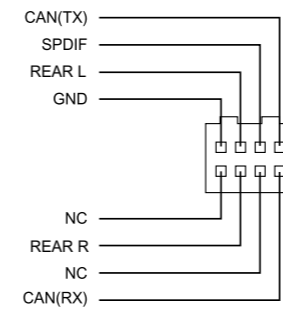 CAN(TX)
SPDIF
REAR L
GND
NC
REAR R
NC
CAN(RX)